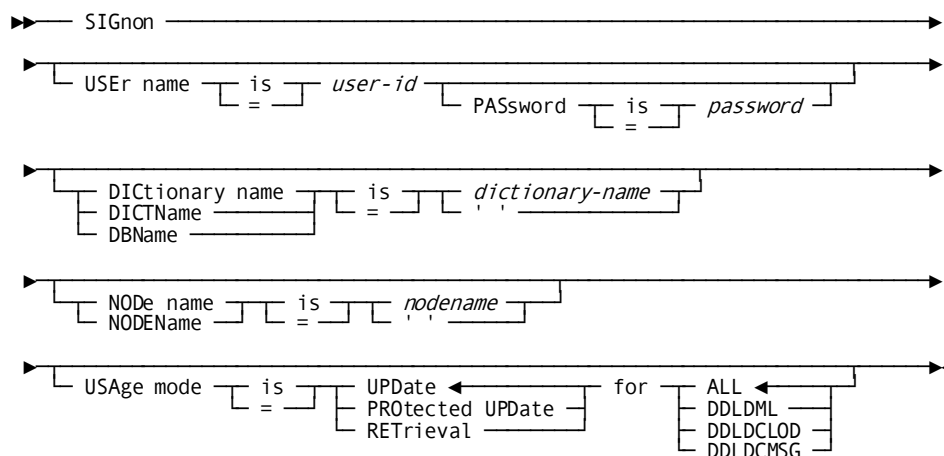 SIGnon
USEr name is user-id
= PASsword is password
=
DICtionary name is dictionary-name
DICTName = ' '
DBName
NODe name is nodename
NODEName = ' '
USAge mode is UPDate for ALL
= PROtected UPDate DDLDML
RETrieval DDLDCLOD
DDLDCMSG